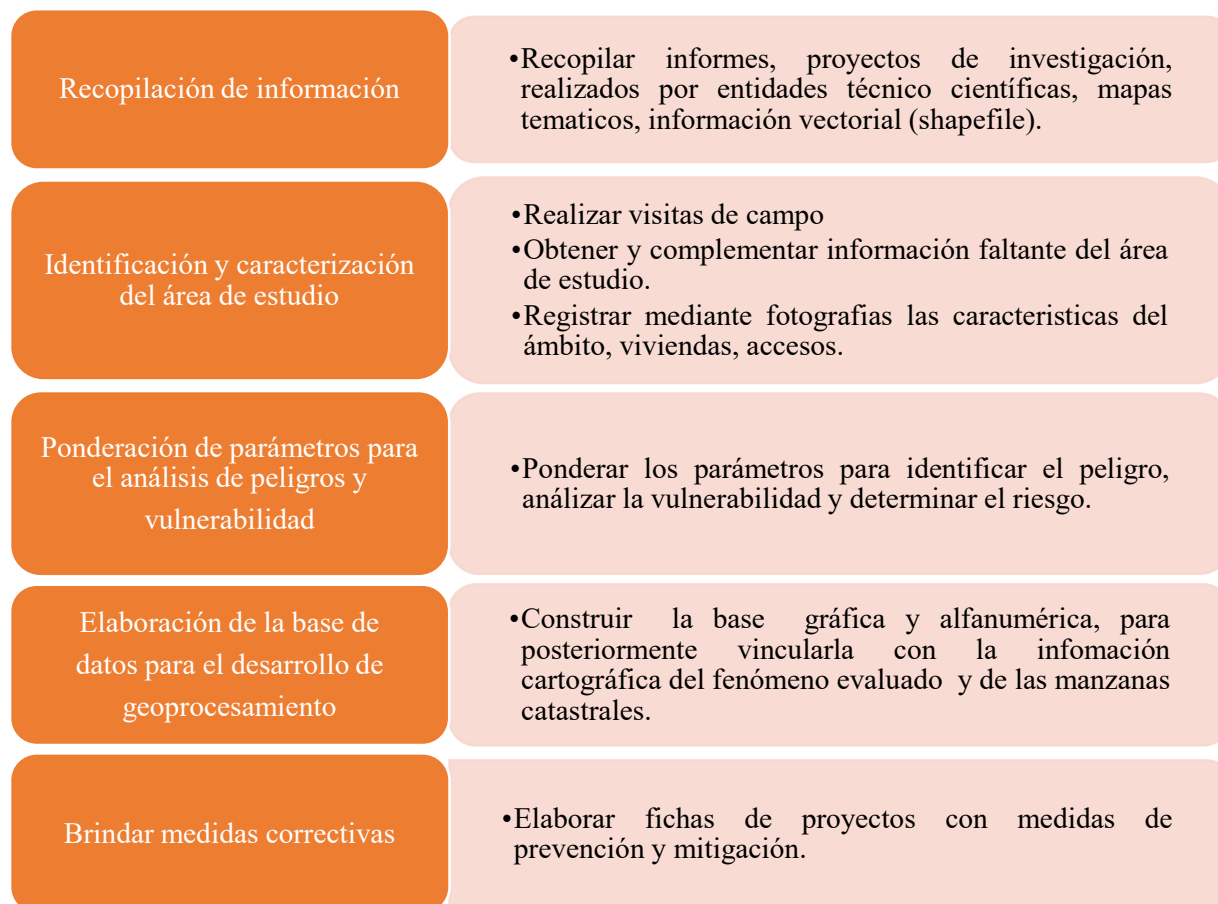 Recopilación de información
•Recopilar informes, proyectos de investigación,
realizados por entidades técnico científicas, mapas
tematicos, información vectorial (shapefile).
Identificación y caracterización
del área de estudio
•Realizar visitas de campo
•Obtener y complementar información faltante del área
de estudio.
•Registrar mediante fotografias las caracteristicas del
ámbito, viviendas, accesos.
Ponderación de parámetros para
el análisis de peligros y
vulnerabilidad
•Ponderar los parámetros para identificar el peligro,
análizar la vulnerabilidad y determinar el riesgo.
Elaboración de la base de
datos para el desarrollo de
geoprocesamiento
•Construir la base gráfica y alfanumérica, para
posteriormente vincularla con la infomación
cartográfica del fenómeno evaluado y de las manzanas
catastrales.
Brindar medidas correctivas
•Elaborar fichas de proyectos con medidas de
prevención y mitigación.